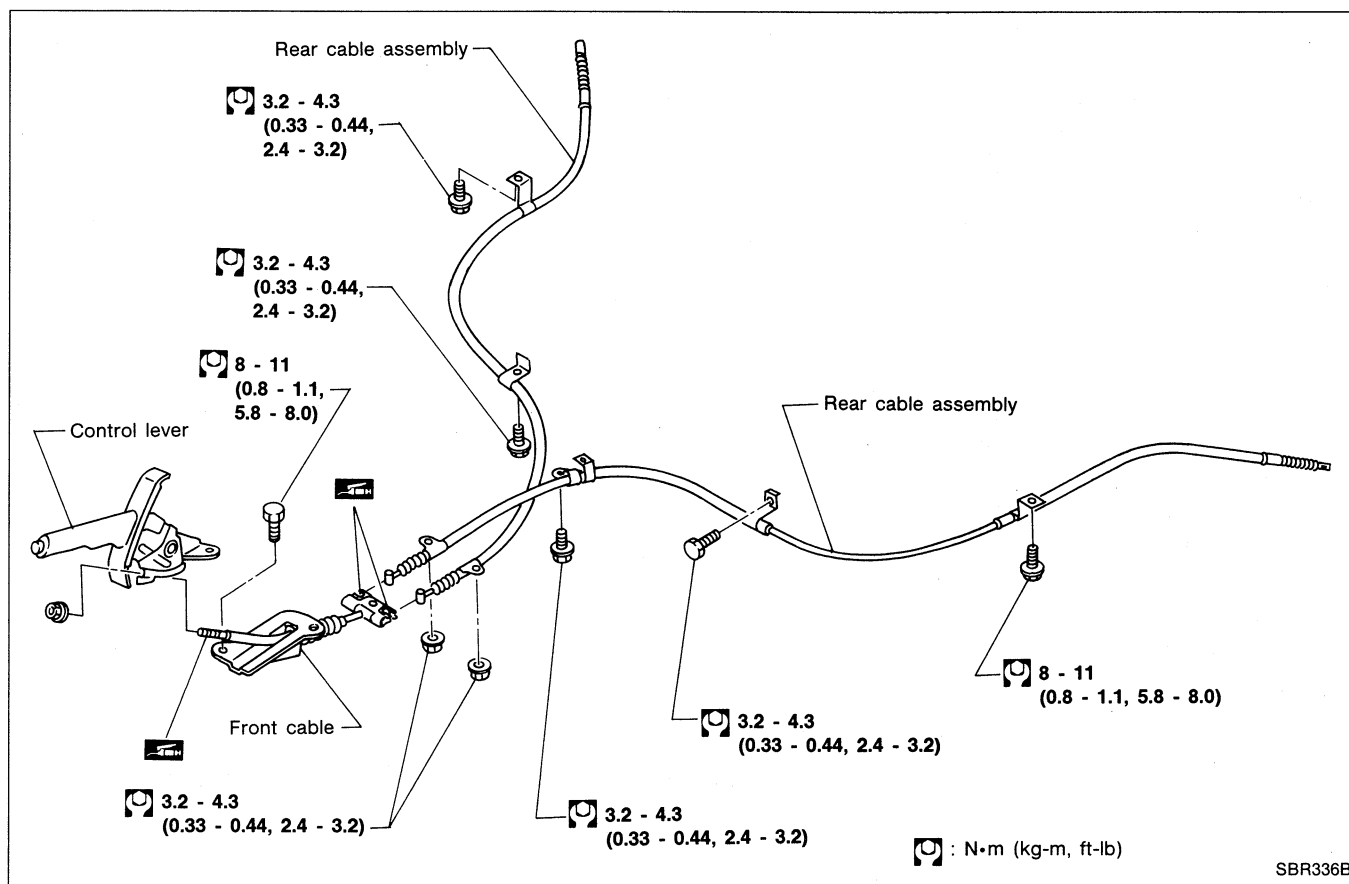 Rear cable assembly
3.2 - 4.3
(0.33 - 0.44,
2.4 - 3.2)
3.2 - 4.3
(0.33 - 0.44,
2.4 - 3.2)
8 - 11
(0.8 - 1.1,
5.8 - 8.0)
Control lever
Rear cable assembly
8 - 11
(0.8 - 1.1, 5.8 - 8.0)
Front cable
3.2 - 4.3
(0.33 - 0.44, 2.4 - 3.2)
3.2 - 4.3
(0.33 - 0.44, 2.4 - 3.2)
3.2 - 4.3
(0.33 - 0.44, 2.4 - 3.2)
: N•m (kg-m, ft-lb)
SBR336B